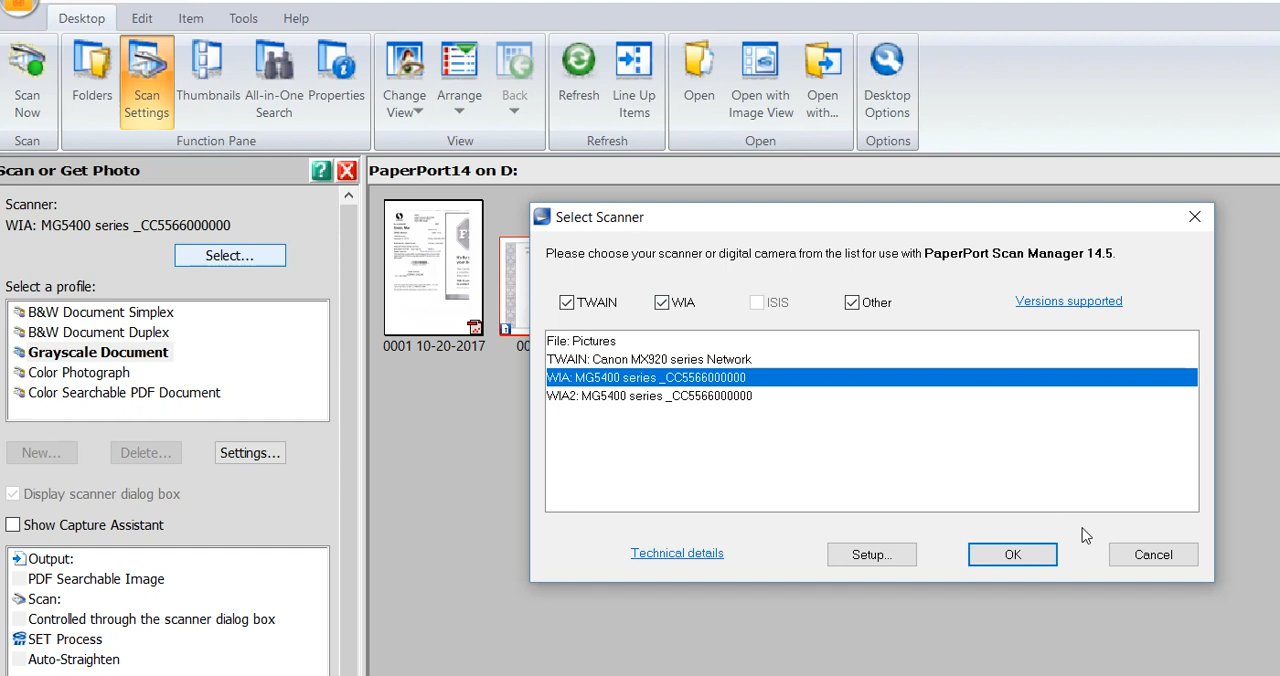 Desktop Edit Item Tools Help
Scan Now
Folders
Scan Settings
Thumbnails
All-in-One Search
Properties
Change View
Arrange
Back
Refresh
Line Up Items
Open
Open with Image View
Open with...
Desktop Options
Scan Function Pane View Refresh Open Options
Scan or Get Photo
PaperPort14 on D:
Scanner:
WIA: MG5400 series _CC5566000000
Select...
Select a profile:
B&W Document Simplex
B&W Document Duplex
Grayscale Document
Color Photograph
Color Searchable PDF Document
New... Delete... Settings...
Display scanner dialog box
Show Capture Assistant
Output:
PDF Searchable Image
Scan:
Controlled through the scanner dialog box
SET Process
Auto-Straighten
0001 10-20-2017
Select Scanner
Please choose your scanner or digital camera from the list for use with PaperPort Scan Manager 14.5.
TWAIN WIA ISIS Other Versions supported
File: Pictures
TWAIN: Canon MX920 series Network
WIA: MG5400 series _CC5566000000
WIA2: MG5400 series _CC5566000000
Technical details Setup... OK Cancel